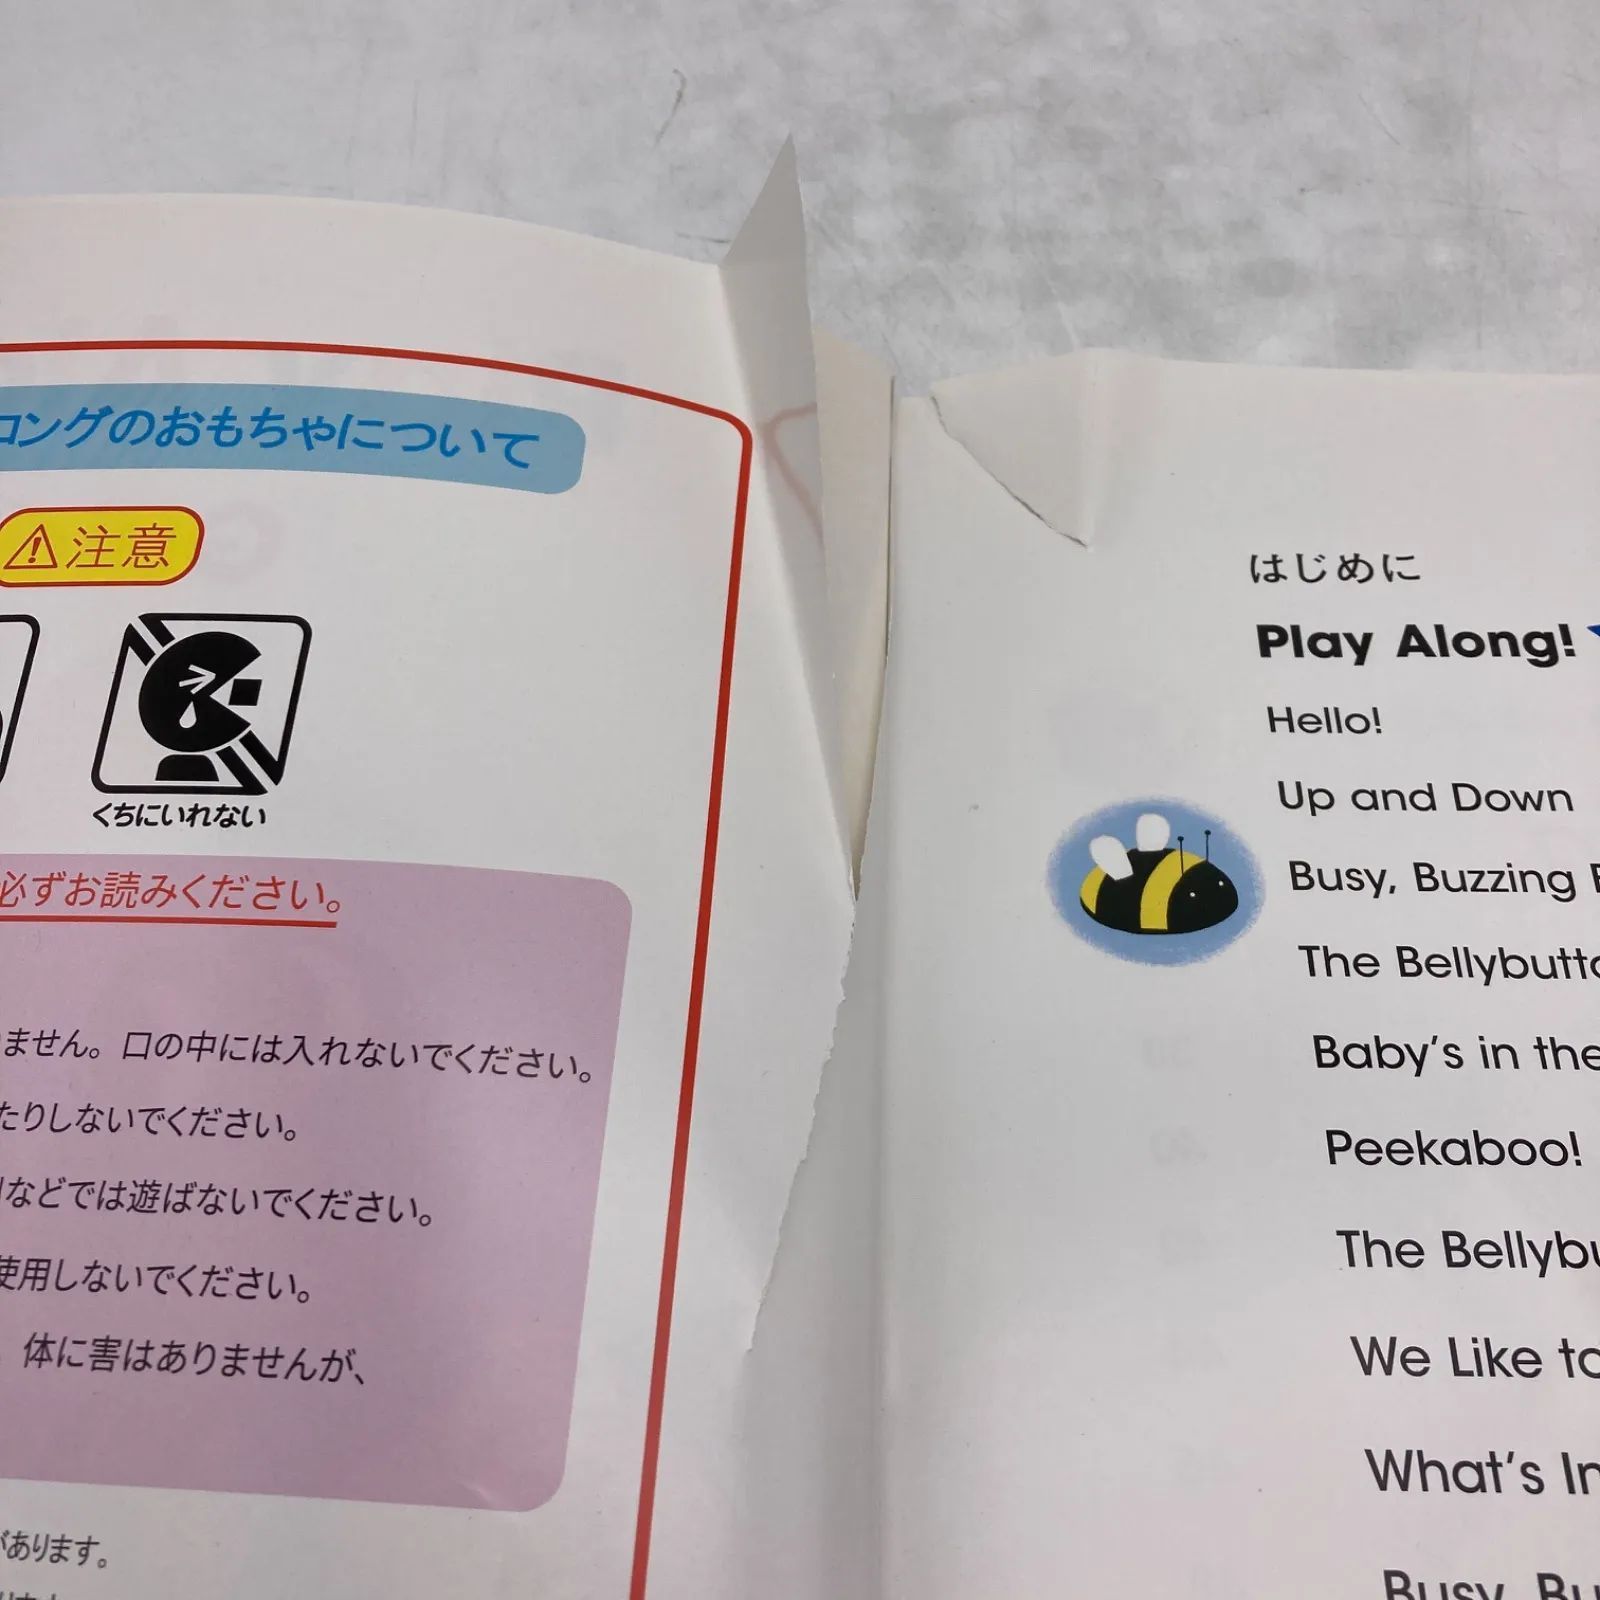 ロングのおもちゃについて
注意
くちにいれない
必ずお読みください。
ません。口の中には入れないでください。
たりしないでください。
などでは遊ばないでください。
使用しないでください。
体に害はありませんが、
があります。
はじめに
Play Along!
Hello!
Up and Down
Busy, Buzzing
The Bellybutto
Baby's in the
Peekaboo!
The Bellybu
We Like to
What's In
Busy, Bu